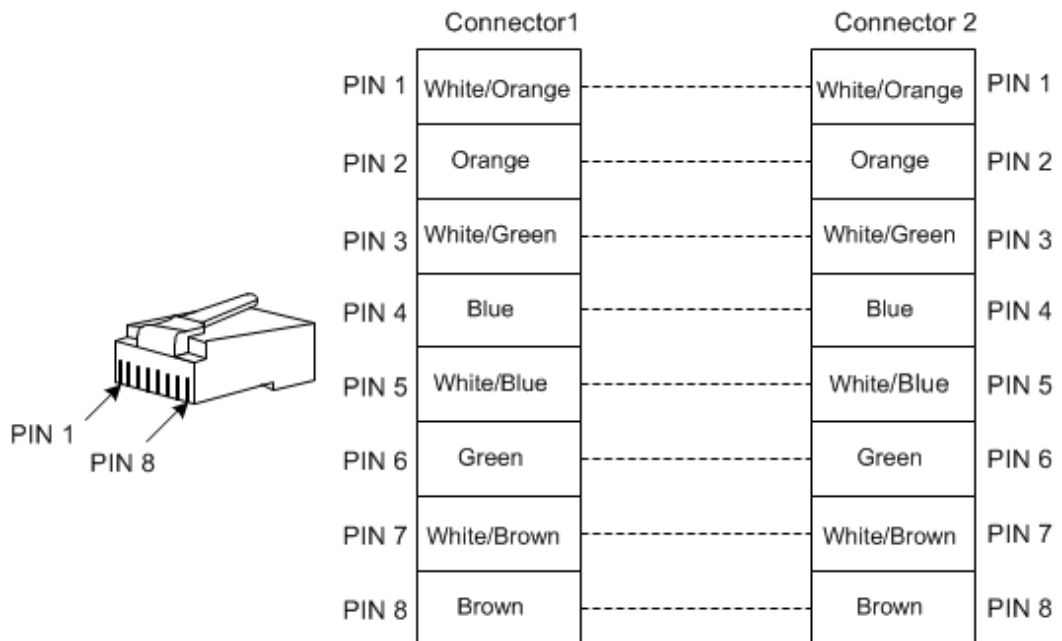 Connector1 Connector 2
PIN 1 White/Orange White/Orange PIN 1
PIN 2 Orange Orange PIN 2
PIN 3 White/Green White/Green PIN 3
PIN 4 Blue Blue PIN 4
PIN 5 White/Blue White/Blue PIN 5
PIN 6 Green Green PIN 6
PIN 7 White/Brown White/Brown PIN 7
PIN 8 Brown Brown PIN 8
PIN 1
PIN 8